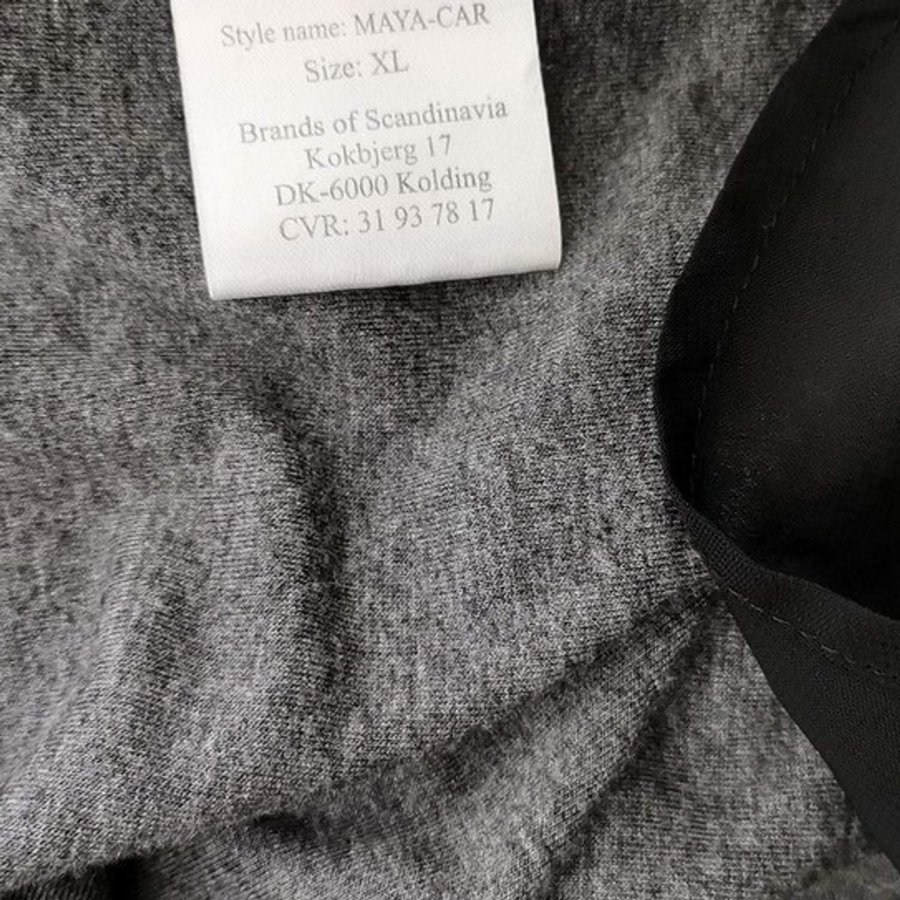 Style name: MAYA-CAR
Size: XL
Brands of Scandinavia
Kokbjerg 17
DK-6000 Kolding
CVR: 31 93 78 17